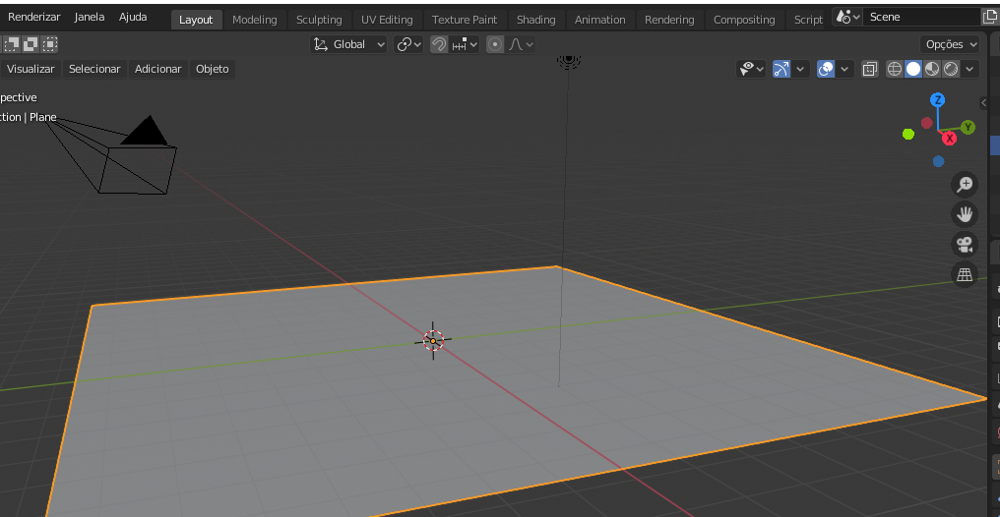 Renderizar Janela Ajuda Layout Modeling Sculpting UV Editing Texture Paint Shading Animation Rendering Compositing Script Scene
Global Opções
Visualizar Selecionar Adicionar Objeto
pective
ction | Plane
Z
Y
X